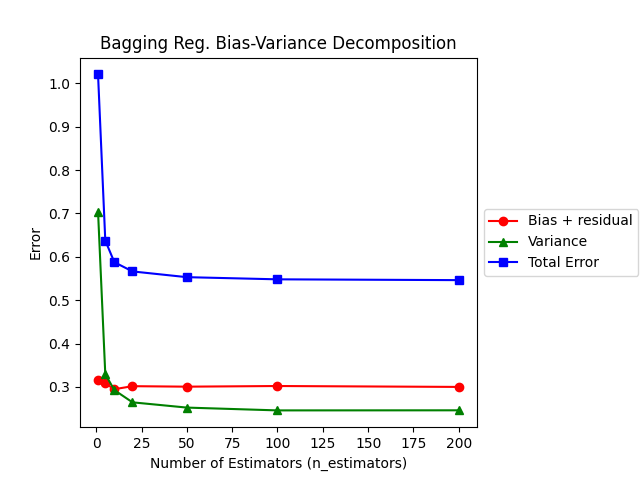 Bagging Reg. Bias-Variance Decomposition
1.0
0.9
0.8
0.7
0.6
0.5
0.4
0.3
Error
0 25 50 75 100 125 150 175 200
Number of Estimators (n_estimators)
Bias + residual
Variance
Total Error